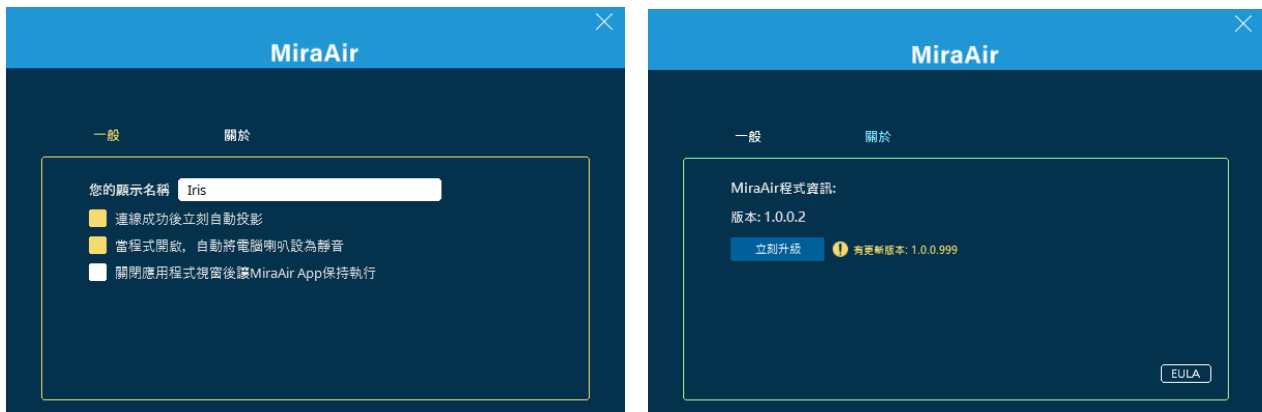 MiraAir
一般 關於
您的顯示名稱 Iris
連線成功後立刻自動投影
當程式開啟, 自動將電腦喇叭設為靜音
關閉應用程式視窗後讓MiraAir App保持執行
MiraAir
一般 關於
MiraAir程式資訊:
版本: 1.0.0.2
立刻升級 有更新版本: 1.0.0.999
EULA